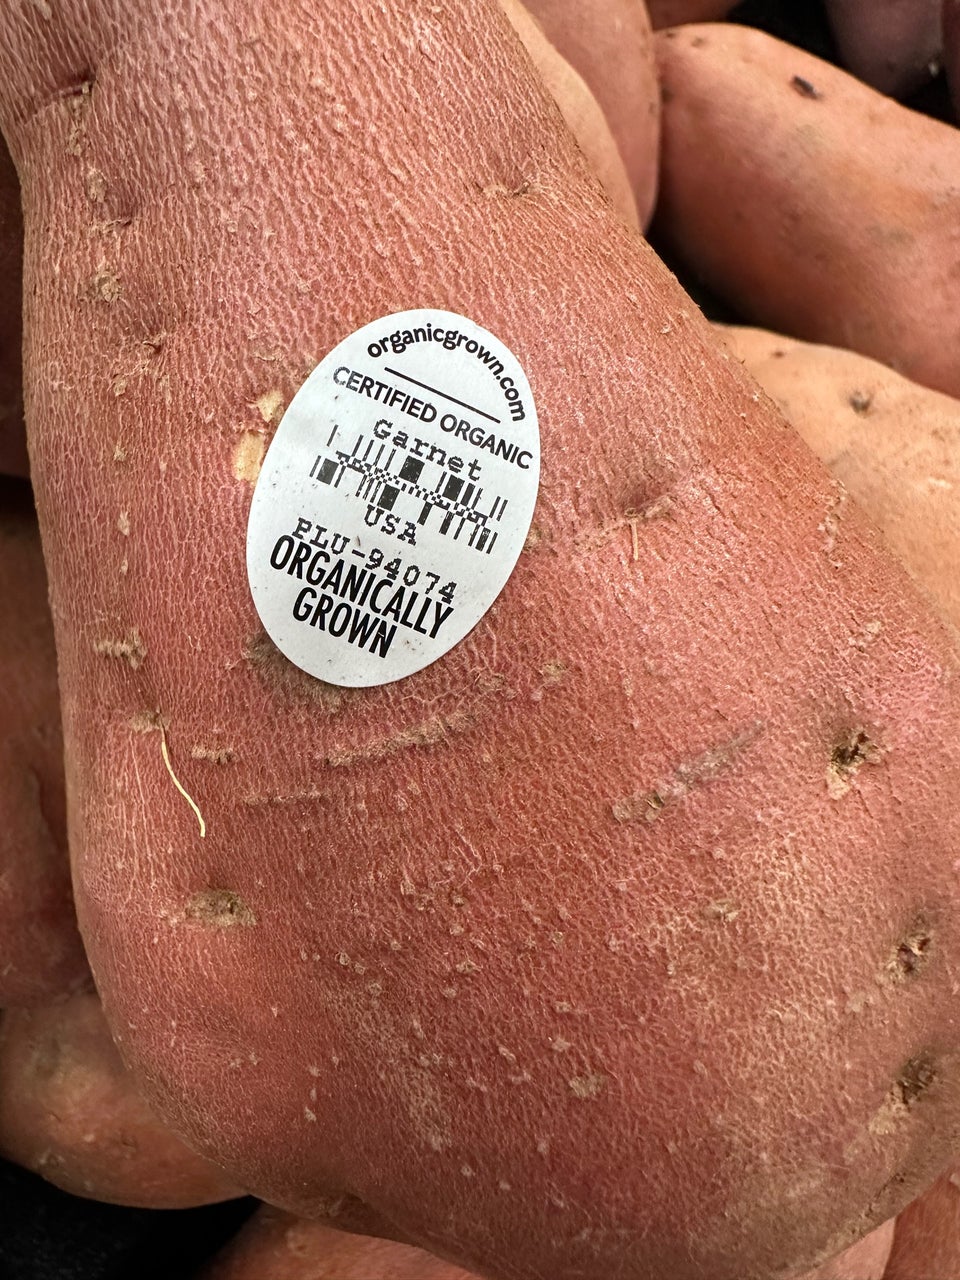 organicgrown.com
CERTIFIED ORGANIC
Garnet
USA
PLU-94074
ORGANICALLY
GROWN